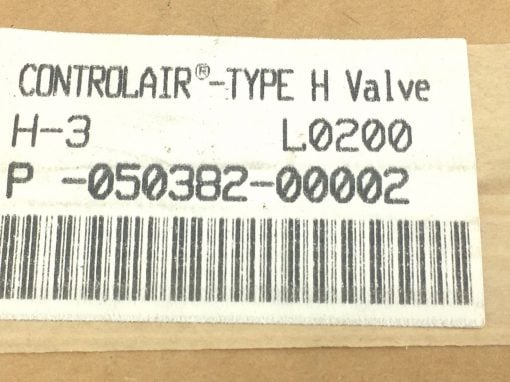 CONTROLAIR®-TYPE H Valve
H-3 L0200
P -050382-00002